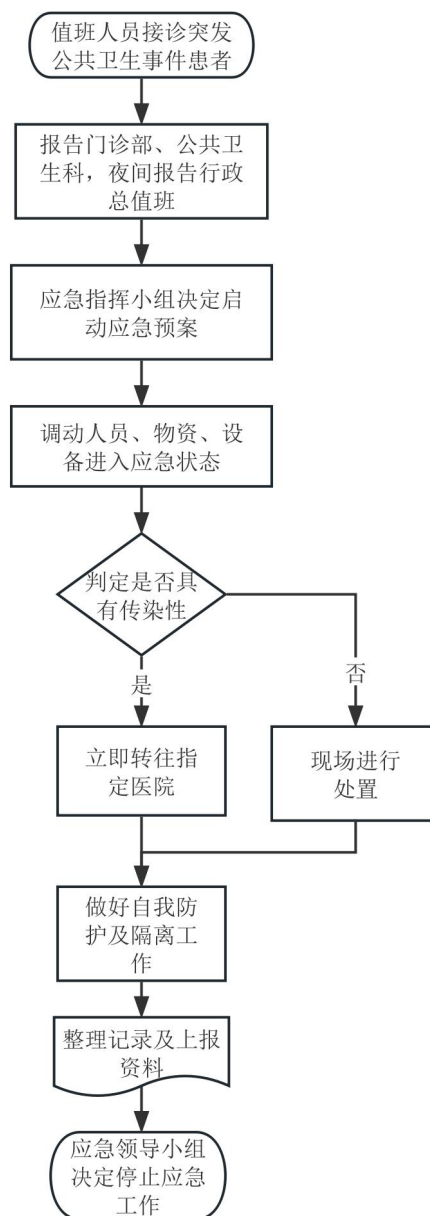 值班人员接诊突发
公共卫生事件患者
报告门诊部、公共卫
生科，夜间报告行政
总值班
应急指挥小组决定启
动应急预案
调动人员、物资、设
备进入应急状态
判定是否具
有传染性
是
否
立即转往指
定医院
现场进行
处置
做好自我防
护及隔离工
作
整理记录及上报
资料
应急领导小组
决定停止应急
工作